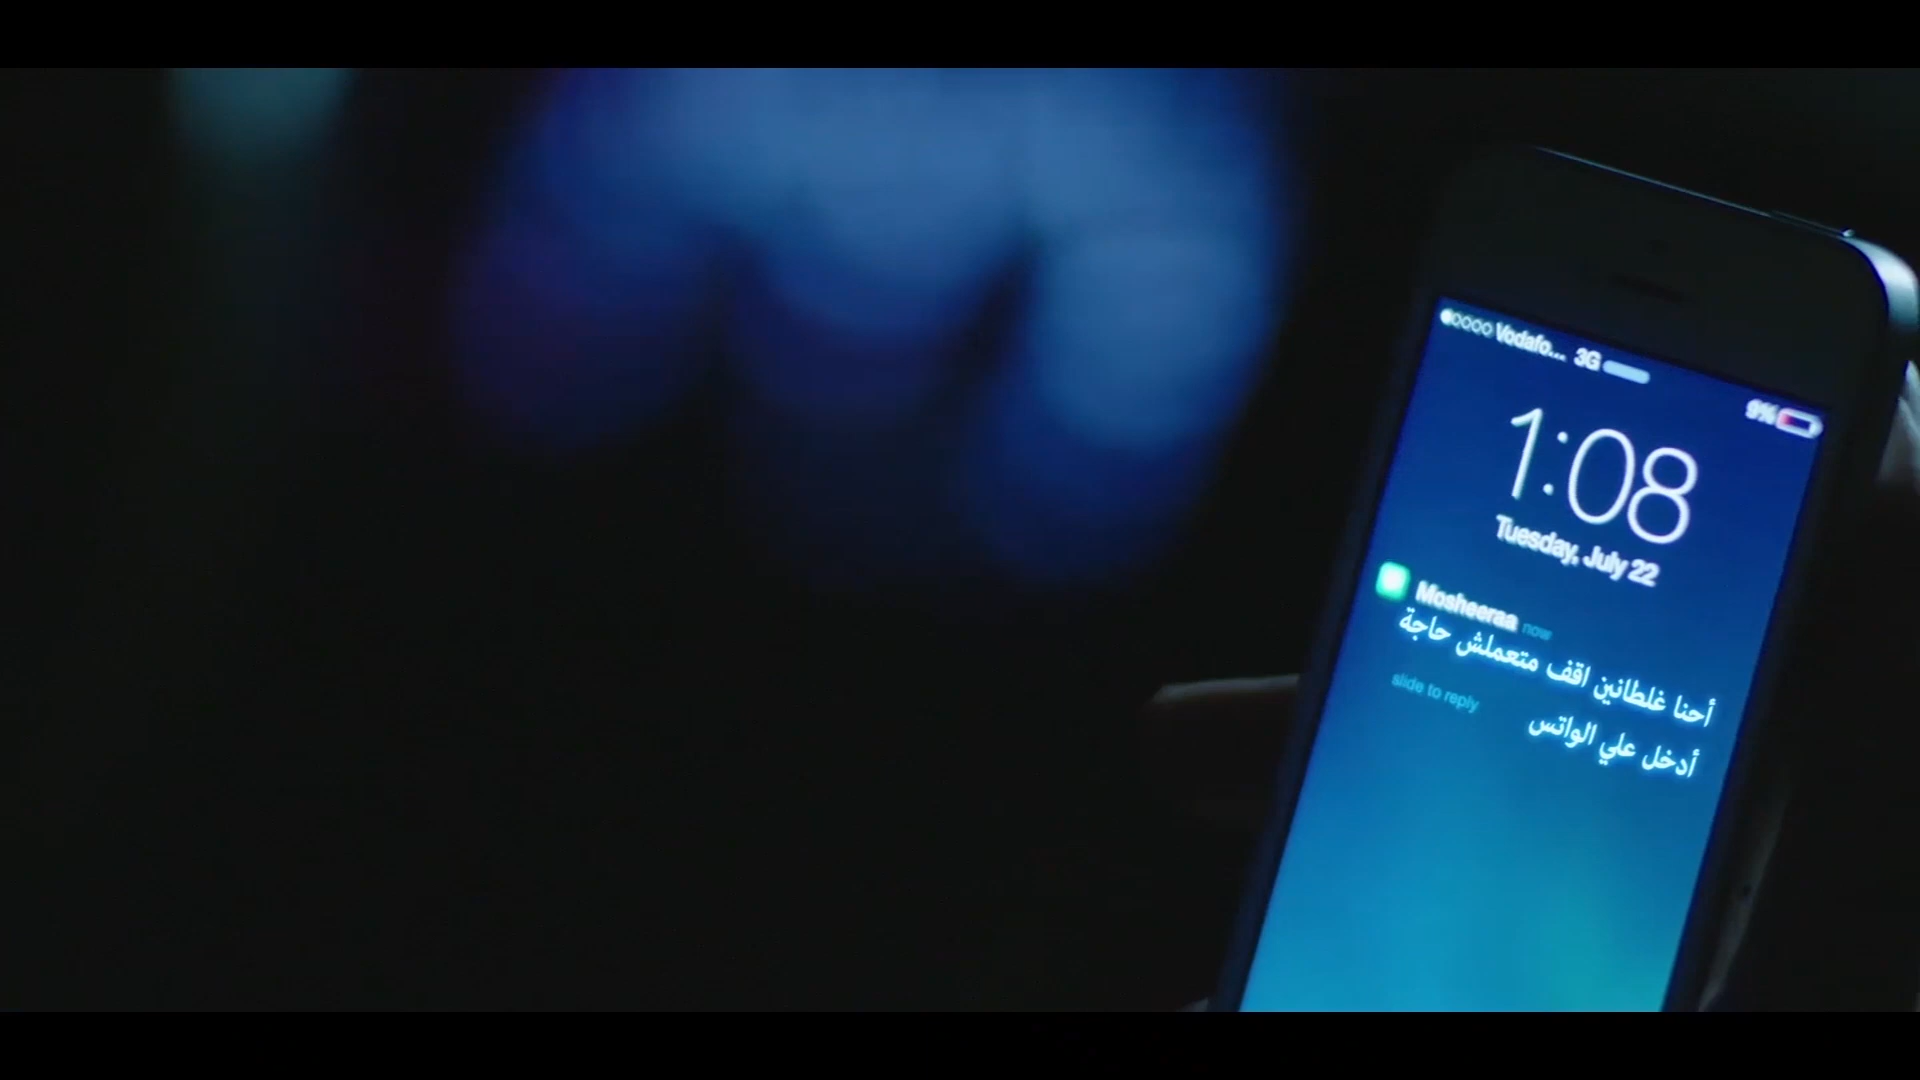 Vodafo... 3G
9%
1:08
Tuesday, July 22
Mosheeraa now
أحنا غلطانين اقف متعملش حاجة
أدخل علي الواتس
slide to reply